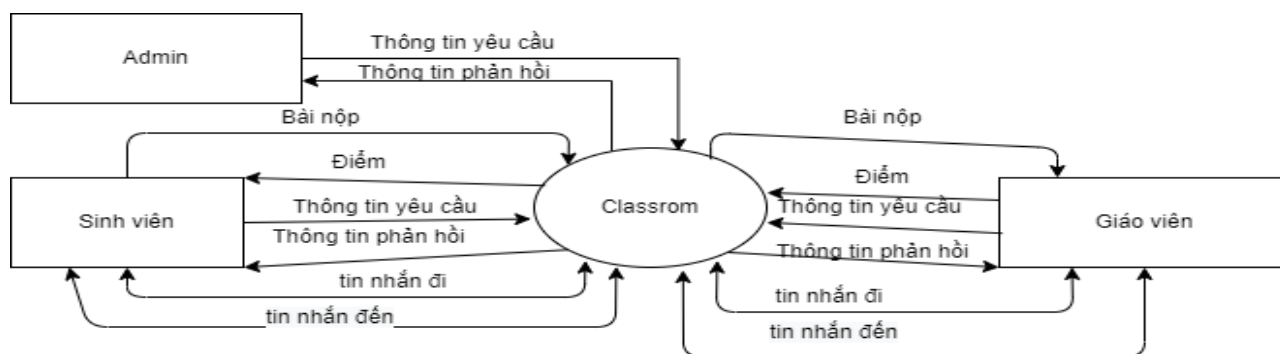 Admin
Thông tin yêu cầu
Thông tin phản hồi
Bài nộp
Bài nộp
Điểm
Điểm
Sinh viên
Thông tin yêu cầu
Classrom
Thông tin yêu cầu
Giáo viên
Thông tin phản hồi
Thông tin phản hồi
tin nhắn đi
tin nhắn đi
tin nhắn đến
tin nhắn đến